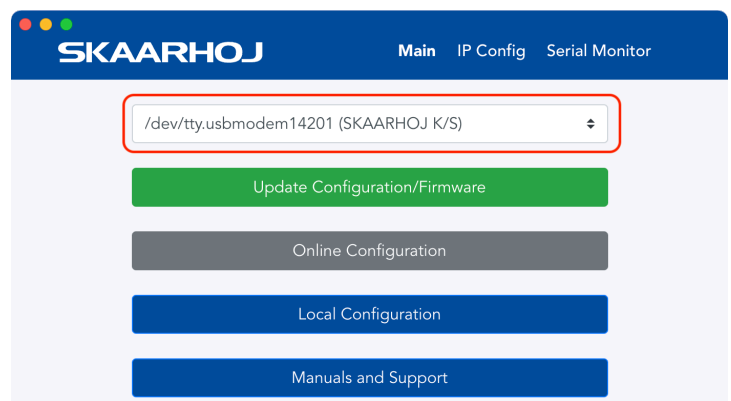 SKAARHOJ Main IP Config Serial Monitor
/dev/tty.usbmodem14201 (SKAARHOJ K/S)
Update Configuration/Firmware
Online Configuration
Local Configuration
Manuals and Support